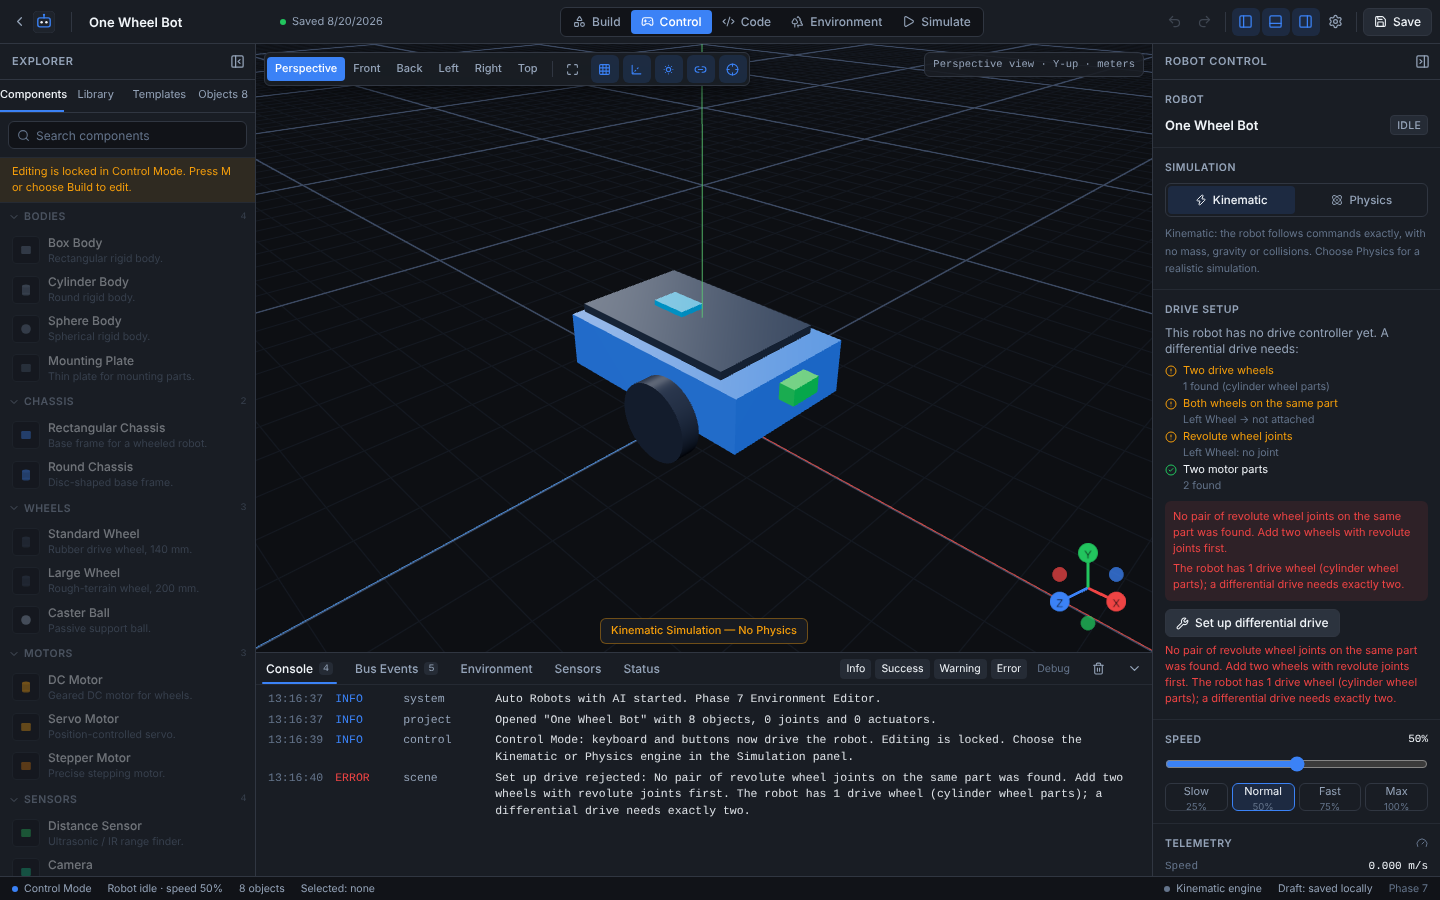 One Wheel Bot
Saved 8/20/2026
Build
Control
Code
Environment
Simulate
Save
EXPLORER
Components
Library
Templates
Objects 8
Search components
Editing is locked in Control Mode. Press M
or choose Build to edit.
BODIES 4
Box Body
Rectangular rigid body.
Cylinder Body
Round rigid body.
Sphere Body
Spherical rigid body.
Mounting Plate
Thin plate for mounting parts.
CHASSIS 2
Rectangular Chassis
Base frame for a wheeled robot.
Round Chassis
Disc-shaped base frame.
WHEELS 3
Standard Wheel
Rubber drive wheel, 140 mm.
Large Wheel
Rough-terrain wheel, 200 mm.
Caster Ball
Passive support ball.
MOTORS 3
DC Motor
Geared DC motor for wheels.
Servo Motor
Position-controlled servo.
Stepper Motor
Precise stepping motor.
SENSORS 4
Distance Sensor
Ultrasonic / IR range finder.
Camera
Perspective
Front
Back
Left
Right
Top
Perspective view · Y-up · meters
Y
Z
X
Kinematic Simulation — No Physics
Console 4
Bus Events 5
Environment
Sensors
Status
Info
Success
Warning
Error
Debug
13:16:37 INFO system Auto Robots with AI started. Phase 7 Environment Editor.
13:16:37 INFO project Opened "One Wheel Bot" with 8 objects, 0 joints and 0 actuators.
13:16:39 INFO control Control Mode: keyboard and buttons now drive the robot. Editing is locked. Choose the
Kinematic or Physics engine in the Simulation panel.
13:16:40 ERROR scene Set up drive rejected: No pair of revolute wheel joints on the same part was found. Add two
wheels with revolute joints first. The robot has 1 drive wheel (cylinder wheel parts); a
differential drive needs exactly two.
ROBOT CONTROL
ROBOT
One Wheel Bot
IDLE
SIMULATION
Kinematic
Physics
Kinematic: the robot follows commands exactly, with
no mass, gravity or collisions. Choose Physics for a
realistic simulation.
DRIVE SETUP
This robot has no drive controller yet. A
differential drive needs:
Two drive wheels
1 found (cylinder wheel parts)
Both wheels on the same part
Left Wheel → not attached
Revolute wheel joints
Left Wheel: no joint
Two motor parts
2 found
No pair of revolute wheel joints on the same
part was found. Add two wheels with revolute
joints first.
The robot has 1 drive wheel (cylinder wheel
parts); a differential drive needs exactly two.
Set up differential drive
No pair of revolute wheel joints on the same part
was found. Add two wheels with revolute joints
first. The robot has 1 drive wheel (cylinder wheel
parts); a differential drive needs exactly two.
SPEED 50%
Slow
25%
Normal
50%
Fast
75%
Max
100%
TELEMETRY
Speed 0.000 m/s
Control Mode
Robot idle · speed 50%
8 objects
Selected: none
Kinematic engine
Draft: saved locally
Phase 7